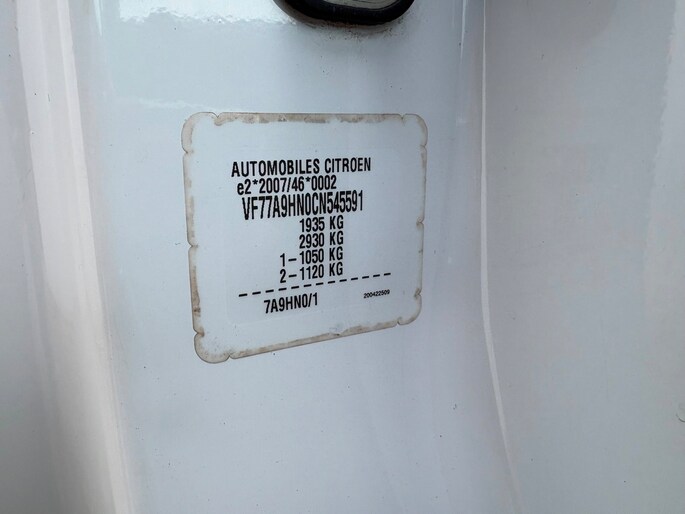 AUTOMOBILES CITROEN
e2*2007/46*0002
VF77A9HN0CN545591
1935 KG
2930 KG
1-1050 KG
2-1120 KG
7A9HN0/1
200422509